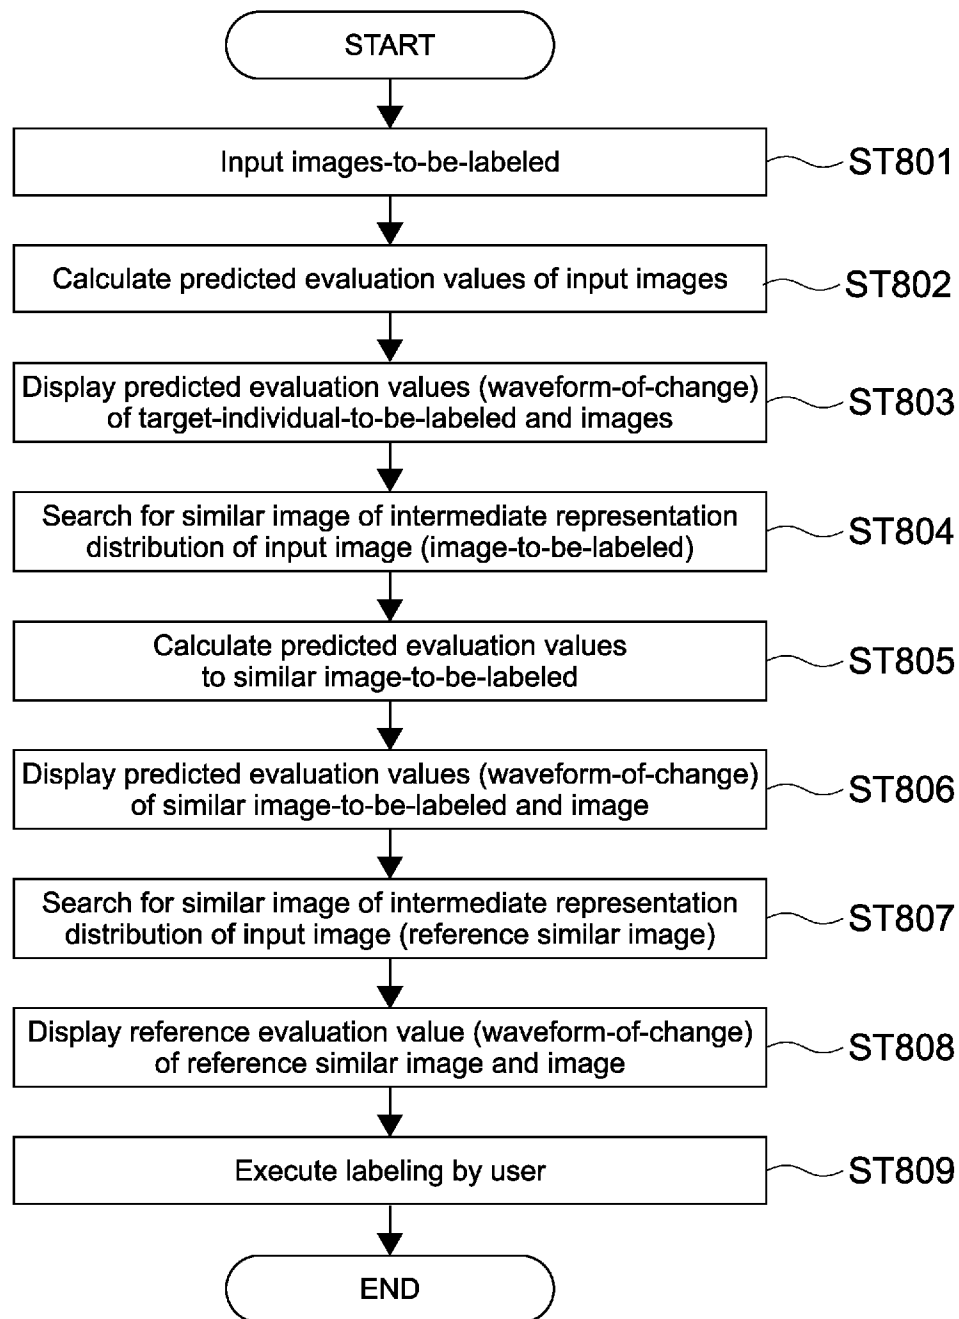 START
Input images-to-be-labeled
ST801
Calculate predicted evaluation values of input images
ST802
Display predicted evaluation values (waveform-of-change)
of target-individual-to-be-labeled and images
ST803
Search for similar image of intermediate representation
distribution of input image (image-to-be-labeled)
ST804
Calculate predicted evaluation values
to similar image-to-be-labeled
ST805
Display predicted evaluation values (waveform-of-change)
of similar image-to-be-labeled and image
ST806
Search for similar image of intermediate representation
distribution of input image (reference similar image)
ST807
Display reference evaluation value (waveform-of-change)
of reference similar image and image
ST808
Execute labeling by user
ST809
END